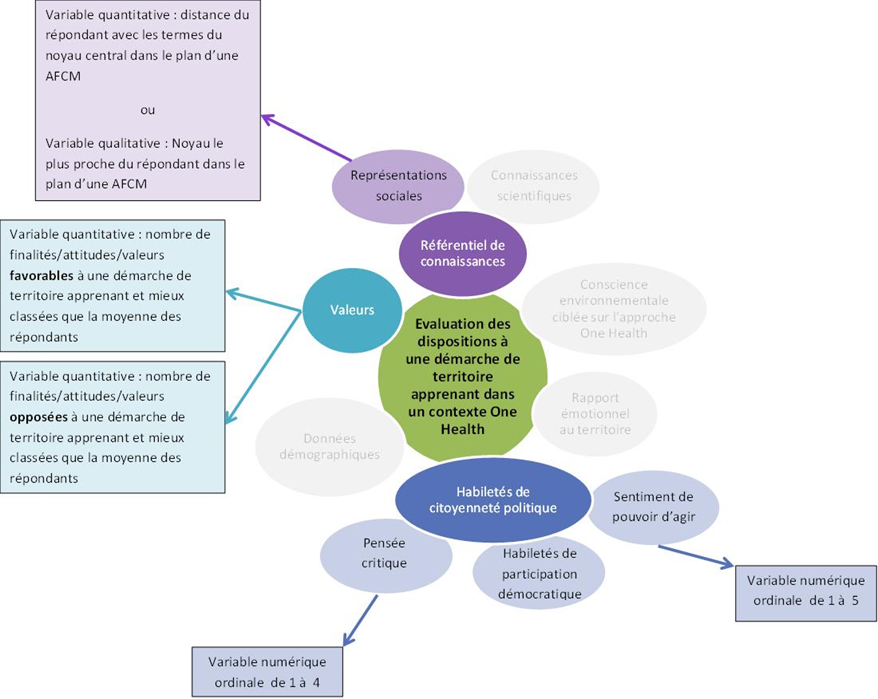 Variable quantitative : distance du
répondant avec les termes du
noyau central dans le plan d'une
AFCM
ou
Variable qualitative : Noyau le
plus proche du répondant dans le
plan d'une AFCM
Représentations
sociales
Connaissances
scientifiques
Référentiel de
connaissances
Variable quantitative : nombre de
finalités/attitudes/valeurs
favorables à une démarche de
territoire apprenant et mieux
classées que la moyenne des
répondants
Valeurs
Conscience
environnementale
ciblée sur l'approche
One Health
Evaluation des
dispositions à
une démarche de
territoire
apprenant dans
un contexte One
Health
Variable quantitative : nombre de
finalités/attitudes/valeurs
opposées à une démarche de
territoire apprenant et mieux
classées que la moyenne des
répondants
Rapport
émotionnel
au territoire
Données
démographiques
Habiletés de
citoyenneté politique
Sentiment de
pouvoir d'agir
Pensée
critique
Habiletés de
participation
démocratique
Variable numérique
ordinale de 1 à 5
Variable numérique
ordinale de 1 à 4